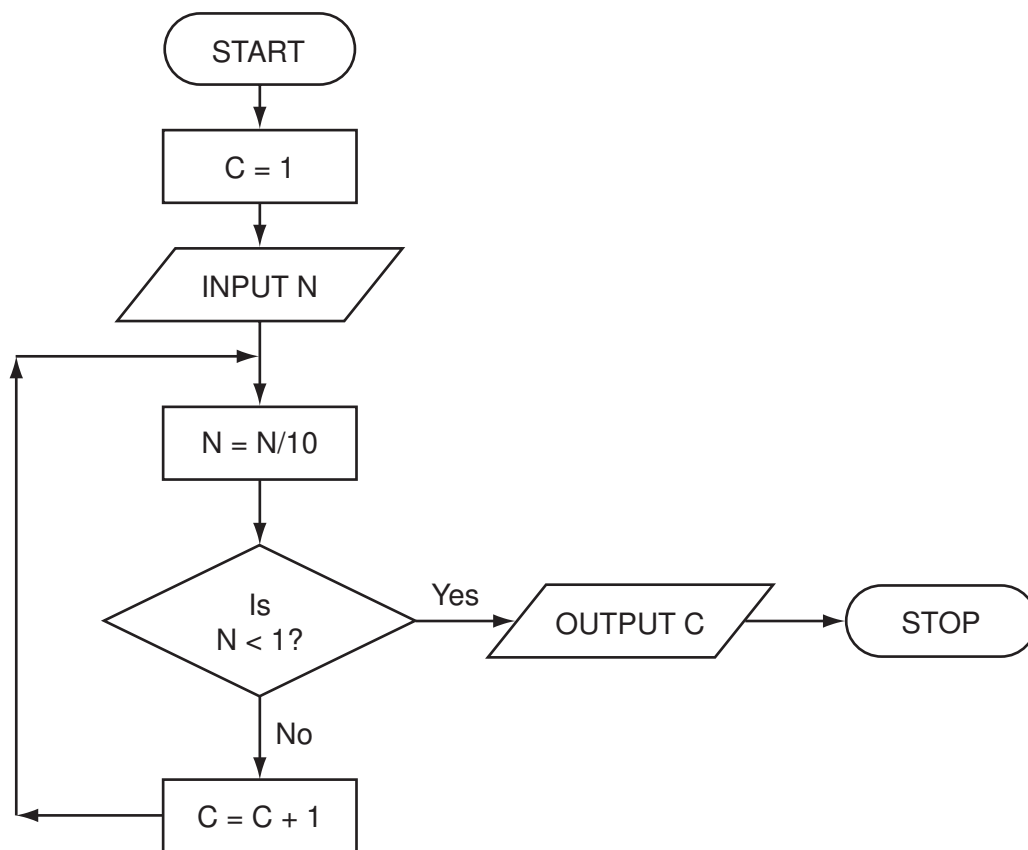 START
C = 1
INPUT N
N = N/10
Is
N < 1?
Yes
OUTPUT C
STOP
No
C = C + 1